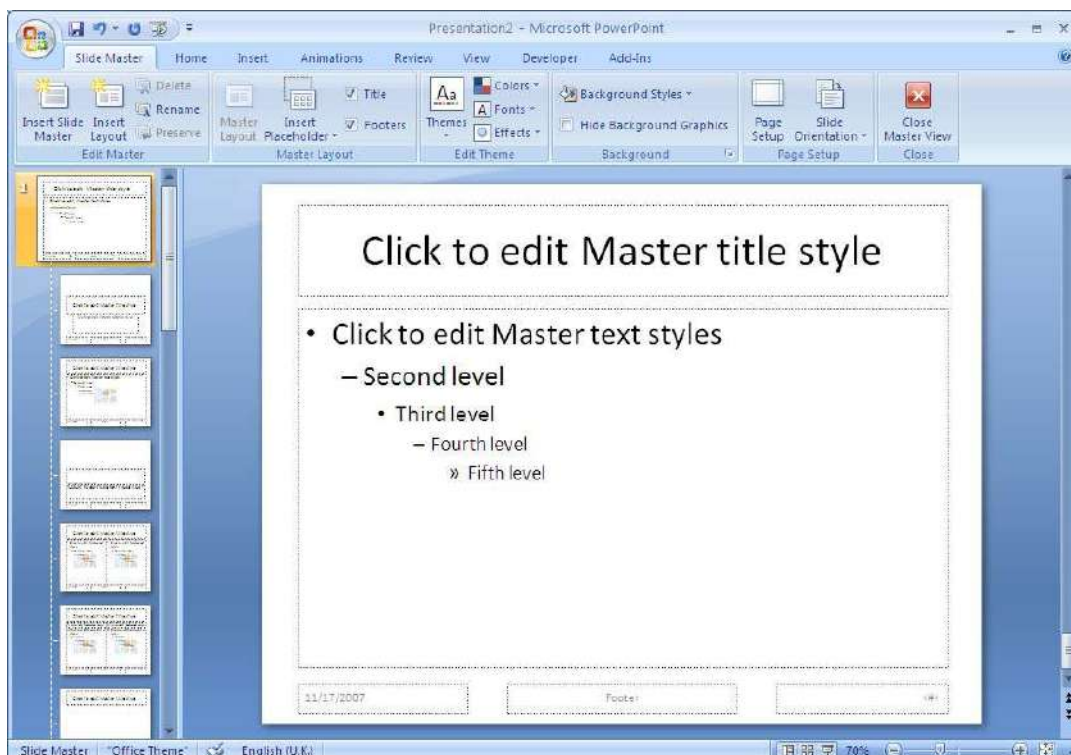 Presentation2 - Microsoft PowerPoint
Slide Master Home Insert Animations Review View Developer Add-Ins
Insert Slide Master
Insert Layout
Delete
Rename
Preserve
Edit Master
Master Layout
Insert Placeholder
Title
Footers
Master Layout
Aa
Themes
Colors
A Fonts
Effects
Edit Theme
Background Styles
Hide Background Graphics
Background
Page Setup
Slide Orientation
Page Setup
Close Master View
Close
1
Click to edit Master title style
• Click to edit Master text styles
– Second level
• Third level
– Fourth level
» Fifth level
11/17/2007 Footer ‹#›
Slide Master "Office Theme" English (U.K.) 70%